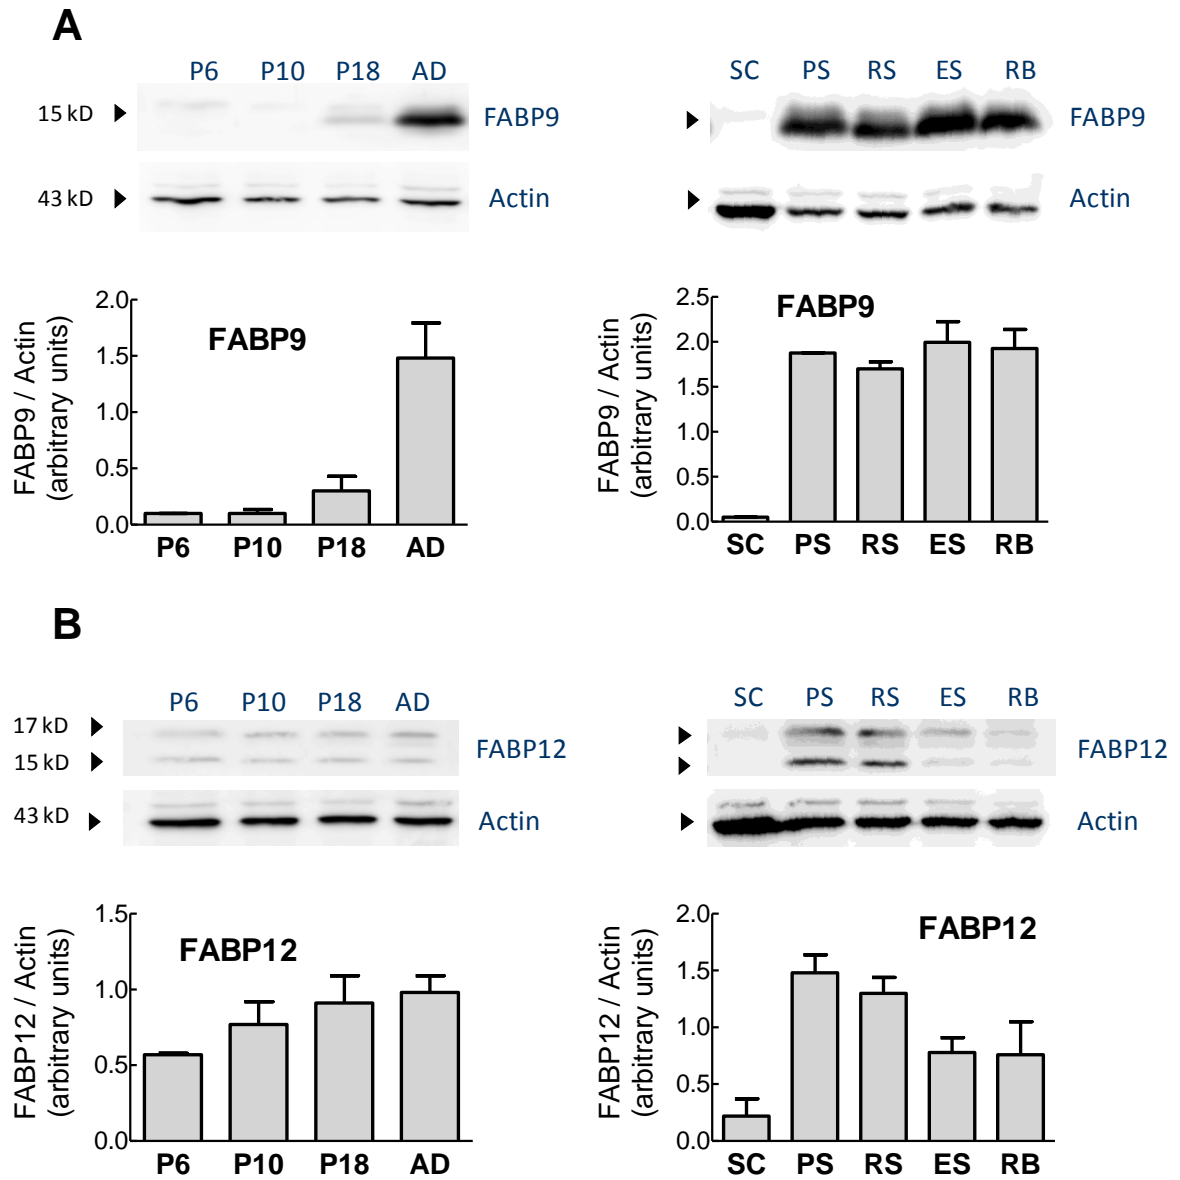 A
P6 P10 P18 AD
15 kD FABP9
43 kD Actin
SC PS RS ES RB
FABP9
Actin
FABP9 / Actin
(arbitrary units)
2.0
1.5
1.0
0.5
0.0
FABP9
P6 P10 P18 AD
FABP9 / Actin
(arbitrary units)
2.5
2.0
1.5
1.0
0.5
0.0
FABP9
SC PS RS ES RB
B
P6 P10 P18 AD
17 kD
15 kD
FABP12
43 kD Actin
SC PS RS ES RB
FABP12
Actin
FABP12 / Actin
(arbitrary units)
1.5
1.0
0.5
0.0
FABP12
P6 P10 P18 AD
FABP12 / Actin
(arbitrary units)
2.0
1.5
1.0
0.5
0.0
FABP12
SC PS RS ES RB